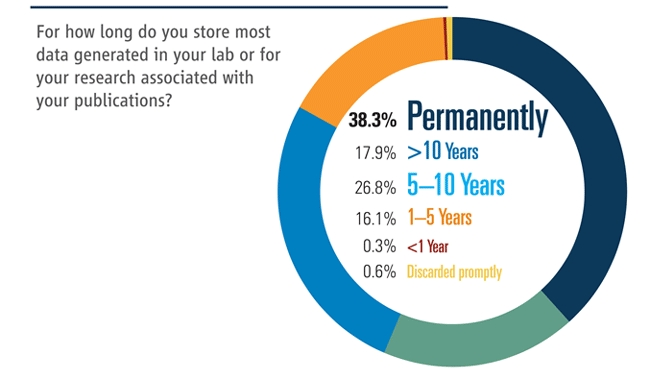 For how long do you store most
data generated in your lab or for
your research associated with
your publications?
38.3% Permanently
17.9% >10 Years
26.8% 5–10 Years
16.1% 1–5 Years
0.3% <1 Year
0.6% Discarded promptly